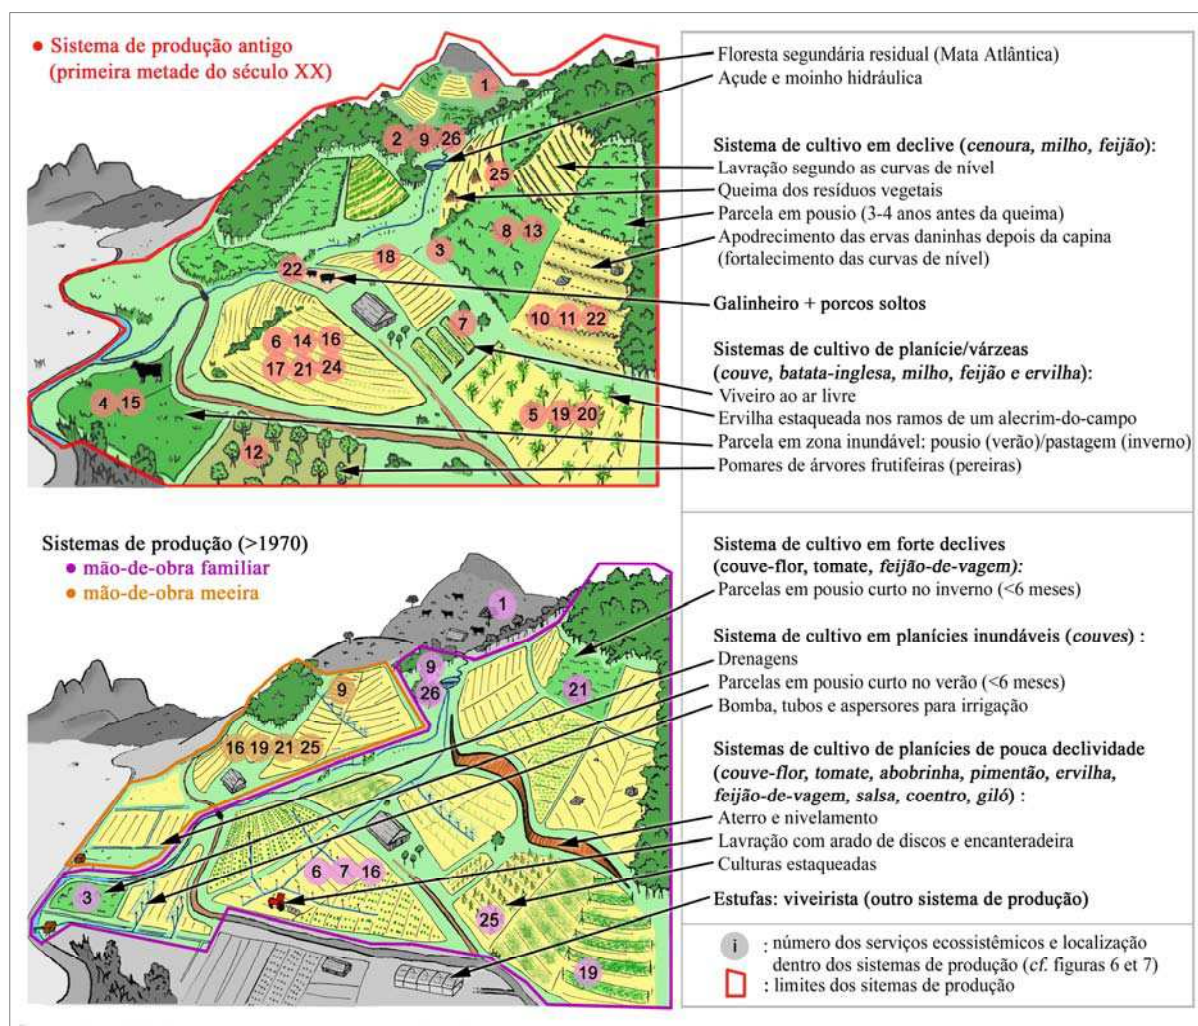 ● Sistema de produção antigo
(primeira metade do século XX)
1
2 9 26
25
8 13
3
18
22
7
10 11 22
6 14 16
17 21 24
4 15
5 19 20
12
Floresta segundária residual (Mata Atlântica)
Açude e moinho hidráulica
Sistema de cultivo em declive (cenoura, milho, feijão):
Lavração segundo as curvas de nível
Queima dos resíduos vegetais
Parcela em pousio (3-4 anos antes da queima)
Apodrecimento das ervas daninhas depois da capina
(fortalecimento das curvas de nível)
Galinheiro + porcos soltos
Sistemas de cultivo de planície/várzeas
(couve, batata-inglesa, milho, feijão e ervilha):
Viveiro ao ar livre
Ervilha estaqueada nos ramos de um alecrim-do-campo
Parcela em zona inundável: pousio (verão)/pastagem (inverno)
Pomares de árvores frutifeiras (pereiras)
Sistemas de produção (>1970)
● mão-de-obra familiar
● mão-de-obra meeira
1
9
26
9
21
16 19 21 25
6 7 16
3
25
19
Sistema de cultivo em forte declives
(couve-flor, tomate, feijão-de-vagem):
Parcelas em pousio curto no inverno (<6 meses)
Sistema de cultivo em planícies inundáveis (couves) :
Drenagens
Parcelas em pousio curto no verão (<6 meses)
Bomba, tubos e aspersores para irrigação
Sistemas de cultivo de planícies de pouca declividade
(couve-flor, tomate, abobrinha, pimentão, ervilha,
feijão-de-vagem, salsa, coentro, giló) :
Aterro e nivelamento
Lavração com arado de discos e encanteradeira
Culturas estaqueadas
Estufas: viveirista (outro sistema de produção)
i : número dos serviços ecossistêmicos e localização
dentro dos sistemas de produção (cf. figuras 6 et 7)
: limites dos sitemas de produção